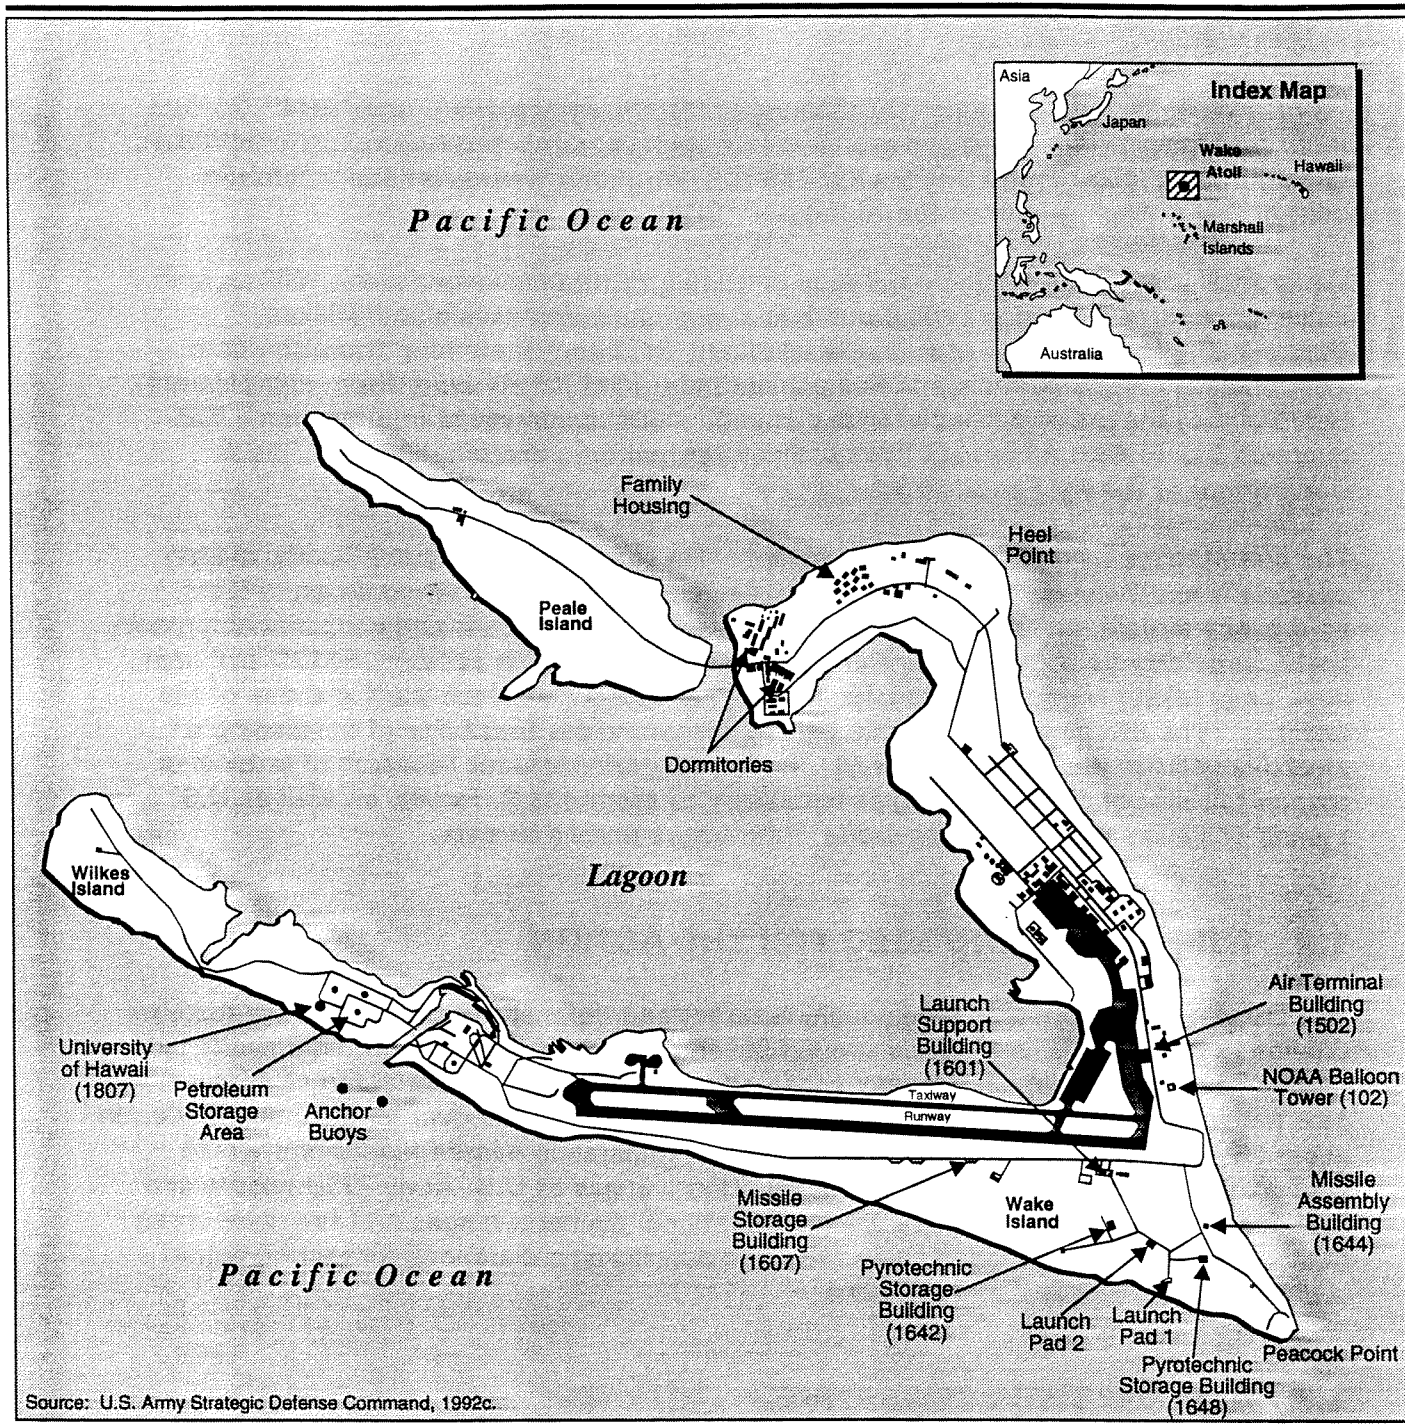 Asia
Index Map
Japan
Wake
Atoll
Hawaii
Marshall
Islands
Australia
Pacific Ocean
Family
Housing
Heel
Point
Peale
Island
Dormitories
Wilkes
Island
Lagoon
Launch
Support
Building
(1601)
Air Terminal
Building
(1502)
University
of Hawaii
(1807)
Petroleum
Storage
Area
Anchor
Buoys
NOAA Balloon
Tower (102)
Taxiway
Runway
Missile
Storage
Building
(1607)
Wake
Island
Missile
Assembly
Building
(1644)
Pacific Ocean
Pyrotechnic
Storage
Building
(1642)
Launch
Pad 2
Launch
Pad 1
Peacock Point
Pyrotechnic
Storage Building
(1648)
Source: U.S. Army Strategic Defense Command, 1992c.